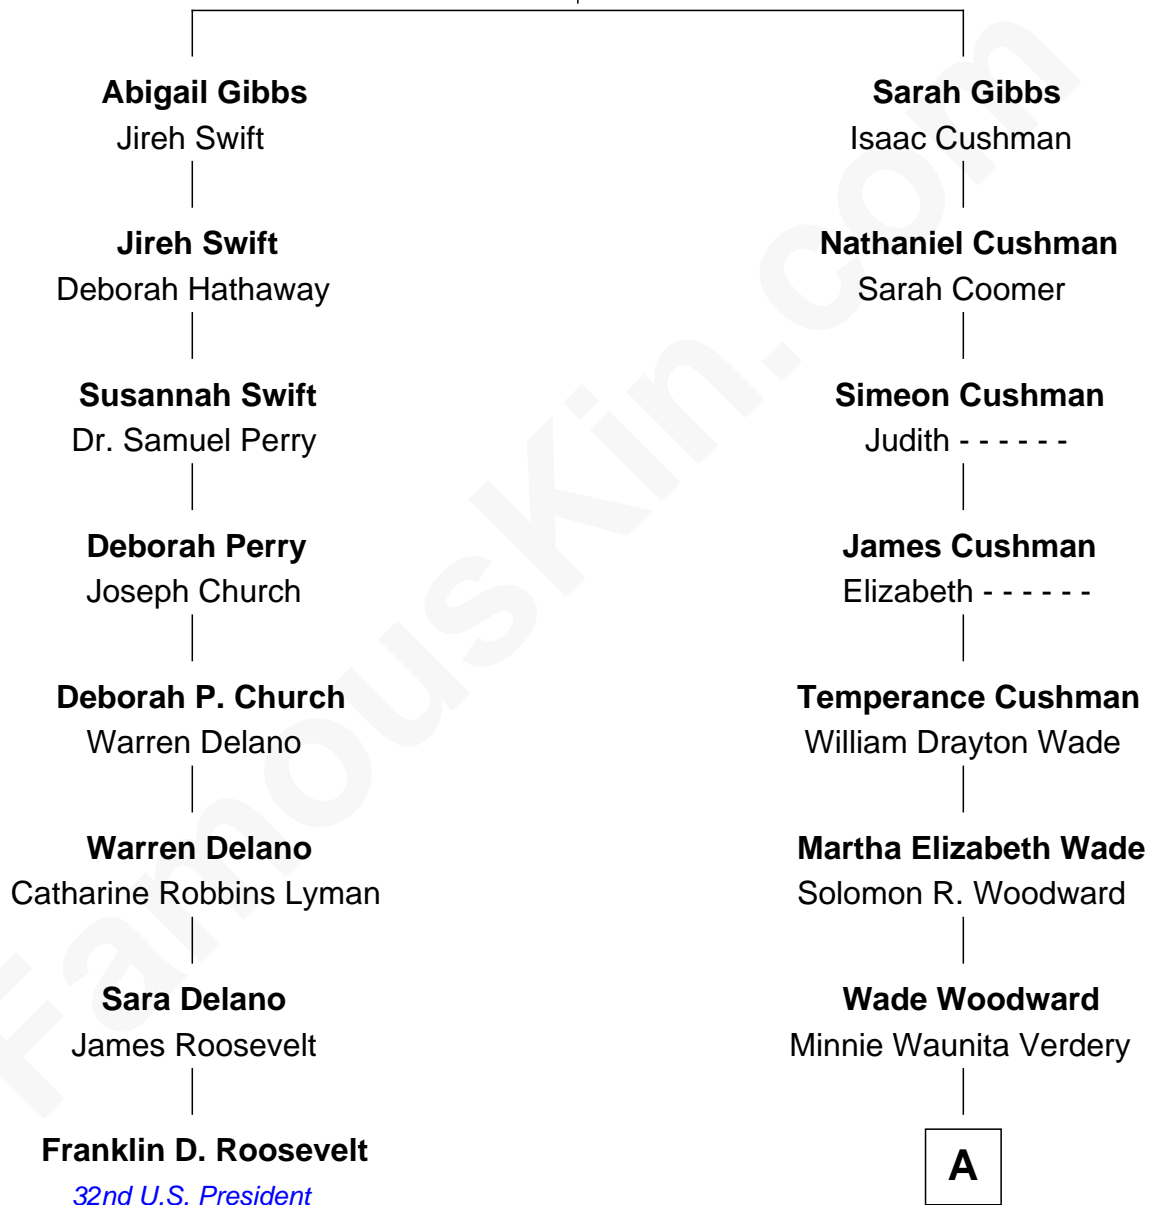 Abigail Gibbs
Jireh Swift
Jireh Swift
Deborah Hathaway
Susannah Swift
Dr. Samuel Perry
Deborah Perry
Joseph Church
Deborah P. Church
Warren Delano
Warren Delano
Catharine Robbins Lyman
Sara Delano
James Roosevelt
Franklin D. Roosevelt
32nd U.S. President
Sarah Gibbs
Isaac Cushman
Nathaniel Cushman
Sarah Coomer
Simeon Cushman
Judith - - - - - -
James Cushman
Elizabeth - - - - - -
Temperance Cushman
William Drayton Wade
Martha Elizabeth Wade
Solomon R. Woodward
Wade Woodward
Minnie Waunita Verdery
A
FamousKin.com